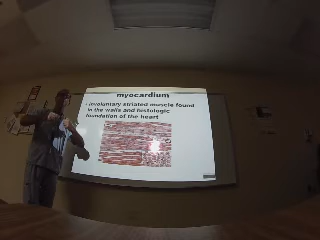 myocardium
- involuntary striated muscle found
in the walls and histologic
foundation of the heart